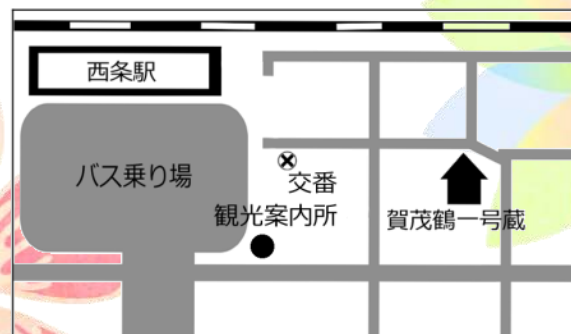 西条駅
バス乗り場
交番
観光案内所
賀茂鶴一号蔵